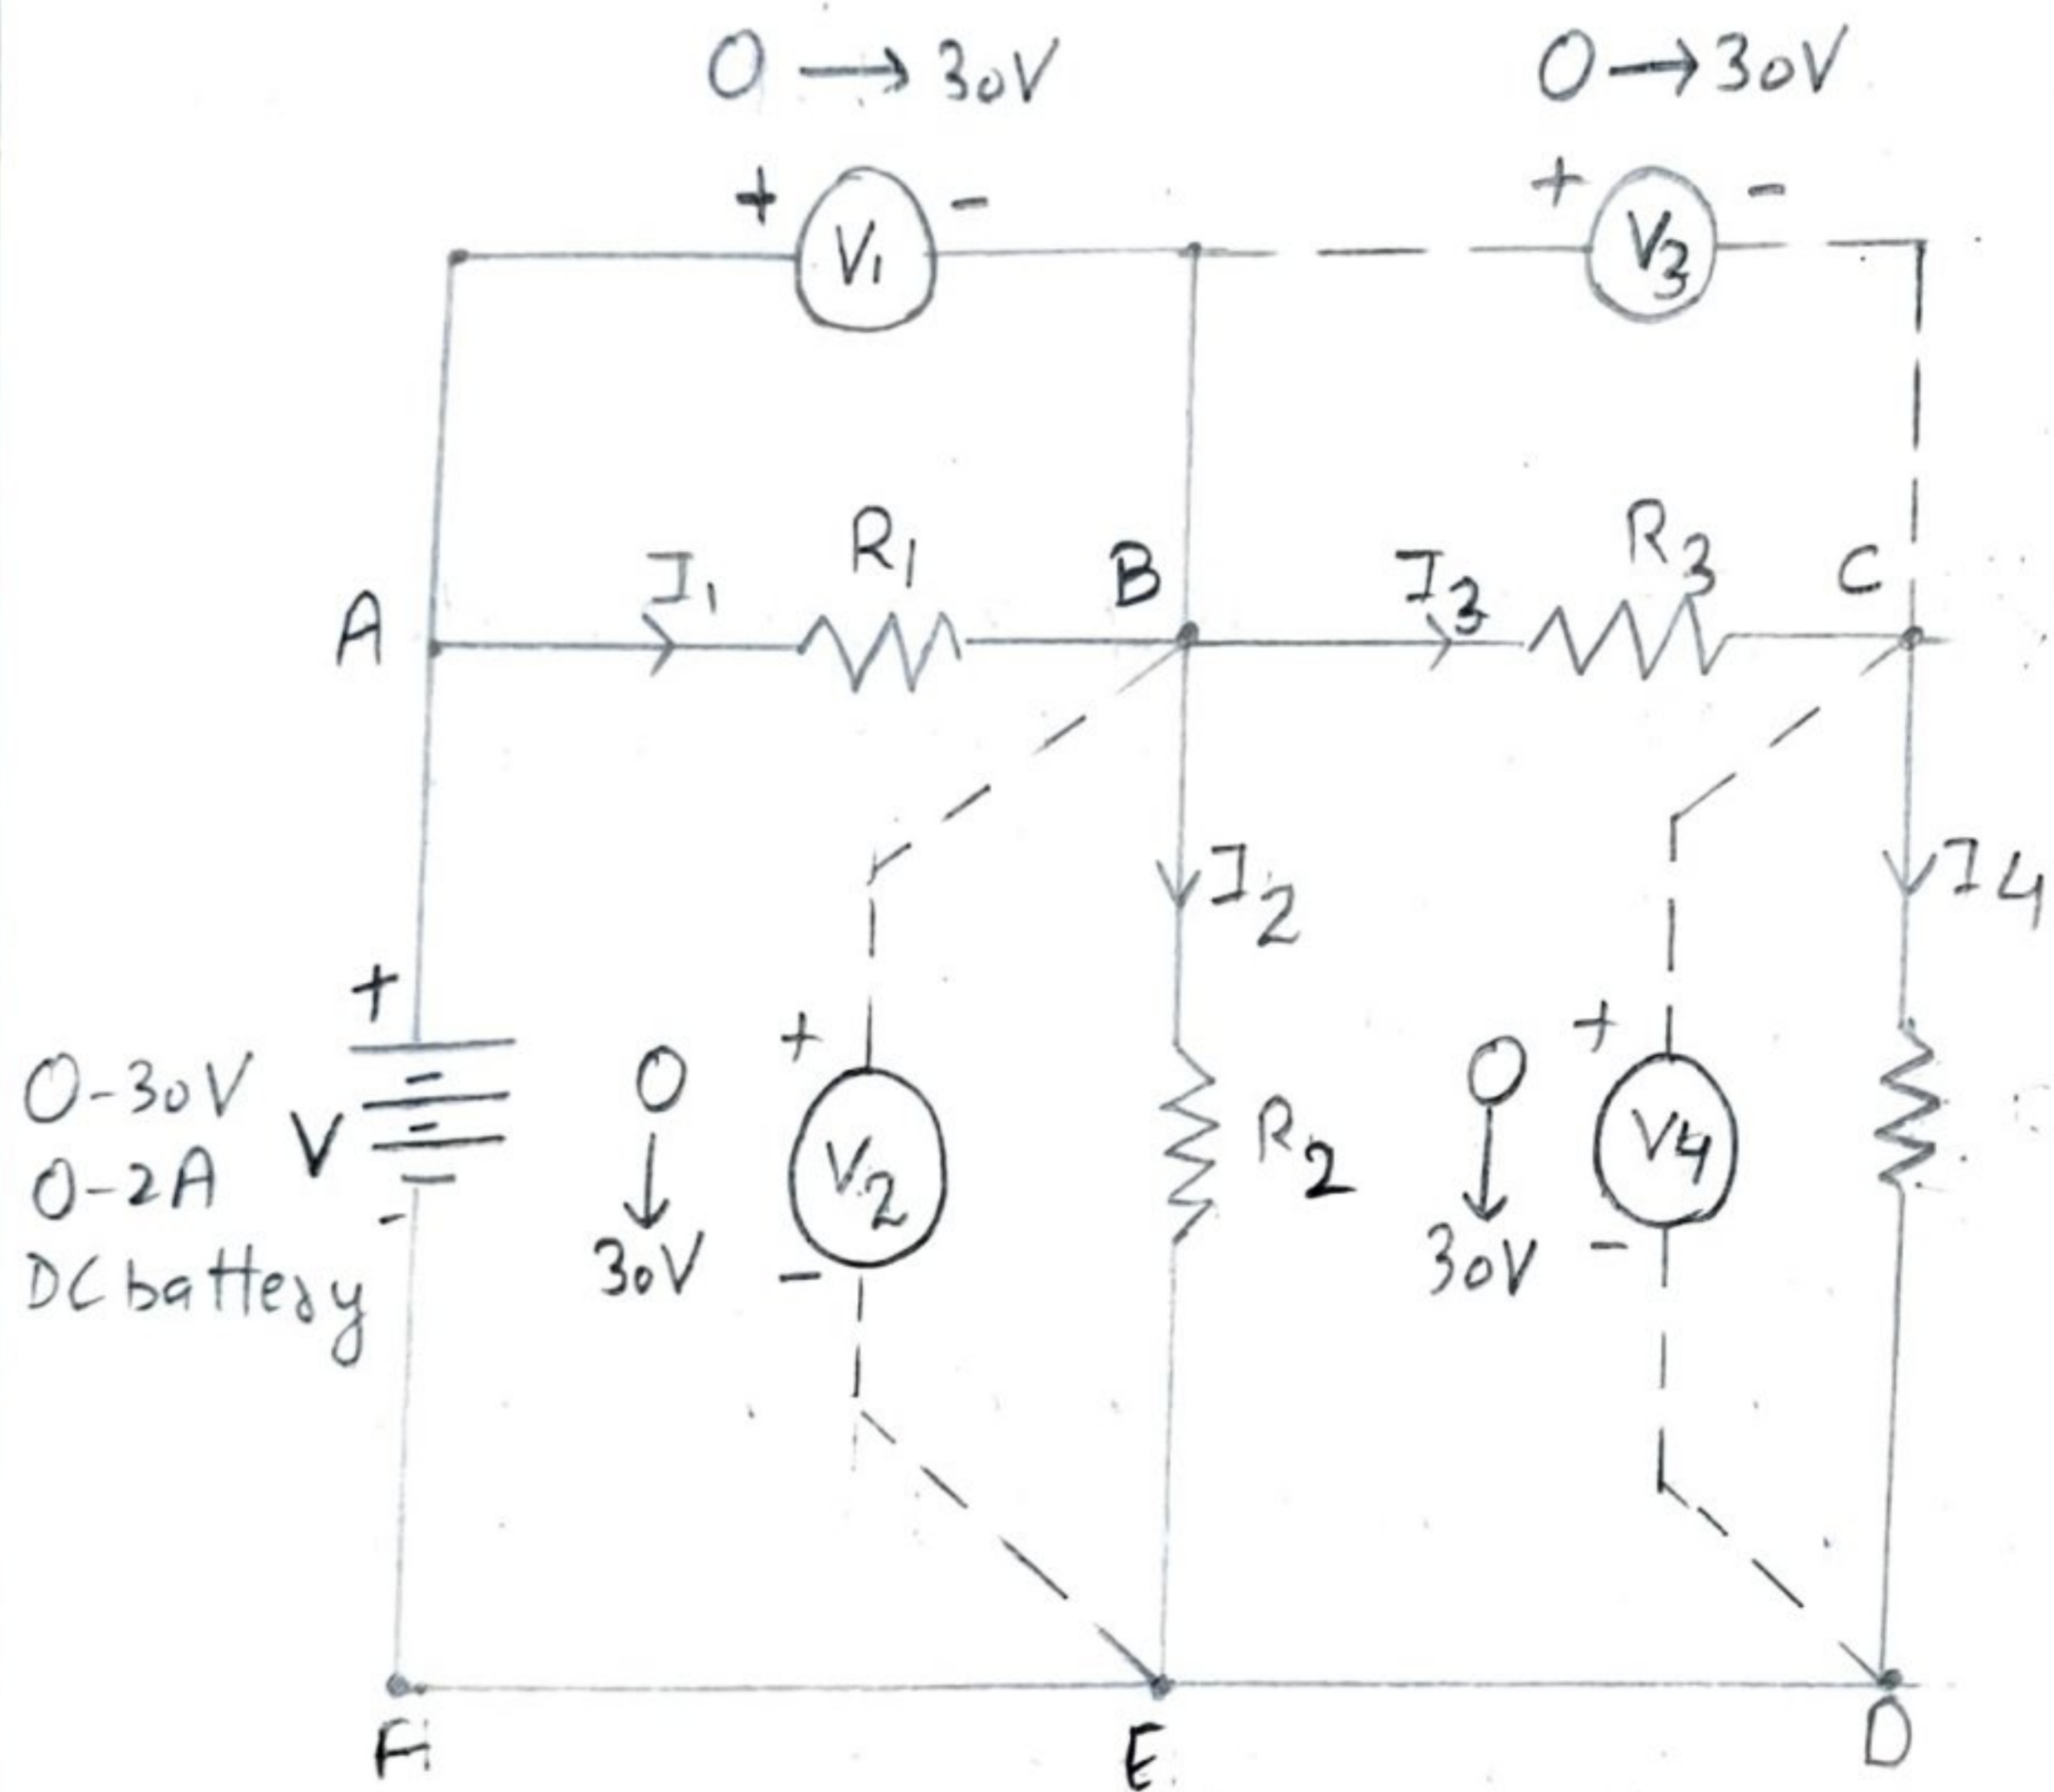 0 → 30V
0 → 30V
+ V1 -
+ V3 -
A
I1
R1
B
I3
R3
C
I2
I4
+
0-30V
0-2A
DC battery
V
-
0
↓
30V
+
V2
-
R2
0
↓
30V
+
V4
-
F
E
D